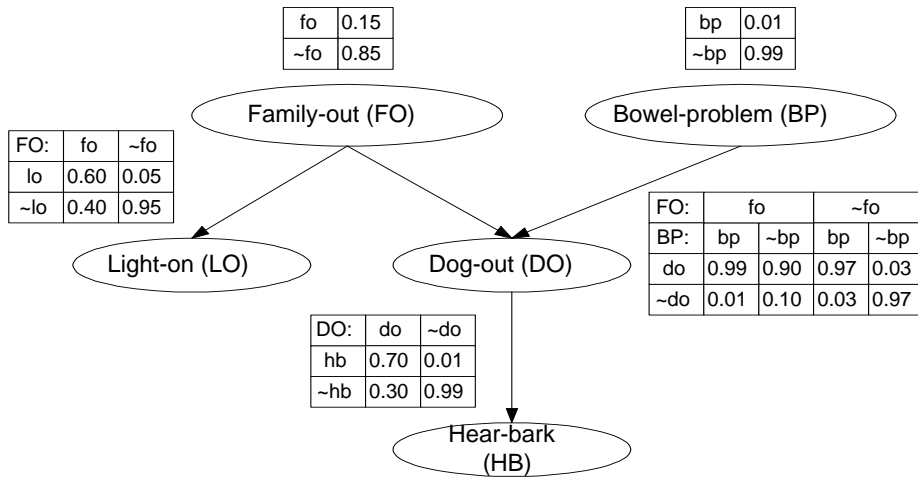 fo 0.15
~fo 0.85
bp 0.01
~bp 0.99
Family-out (FO)
Bowel-problem (BP)
FO: fo ~fo
lo 0.60 0.05
~lo 0.40 0.95
FO: fo ~fo
BP: bp ~bp bp ~bp
do 0.99 0.90 0.97 0.03
~do 0.01 0.10 0.03 0.97
Light-on (LO)
Dog-out (DO)
DO: do ~do
hb 0.70 0.01
~hb 0.30 0.99
Hear-bark
(HB)